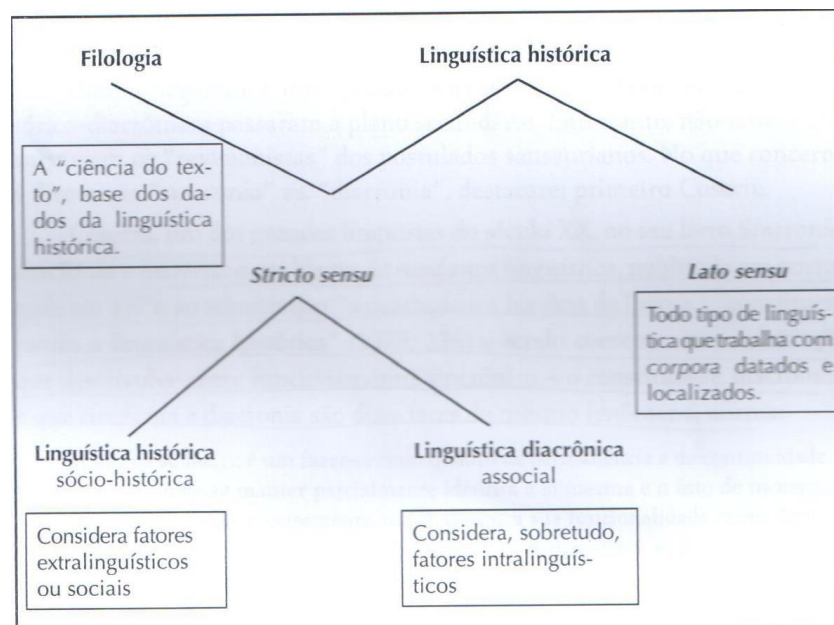 Filologia
Linguística histórica
A “ciência do tex-
to”, base dos da-
dos da linguística
histórica.
Stricto sensu
Lato sensu
Todo tipo de linguís-
tica que trabalha com
corpora datados e
localizados.
Linguística histórica
sócio-histórica
Linguística diacrônica
associal
Considera fatores
extralinguísticos
ou sociais
Considera, sobretudo,
fatores intralinguís-
ticos